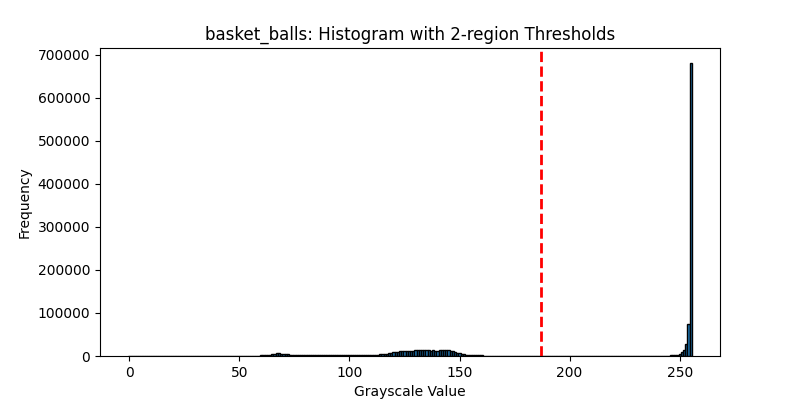 basket_balls: Histogram with 2-region Thresholds
700000
600000
500000
400000
300000
200000
100000
0
Frequency
0 50 100 150 200 250
Grayscale Value